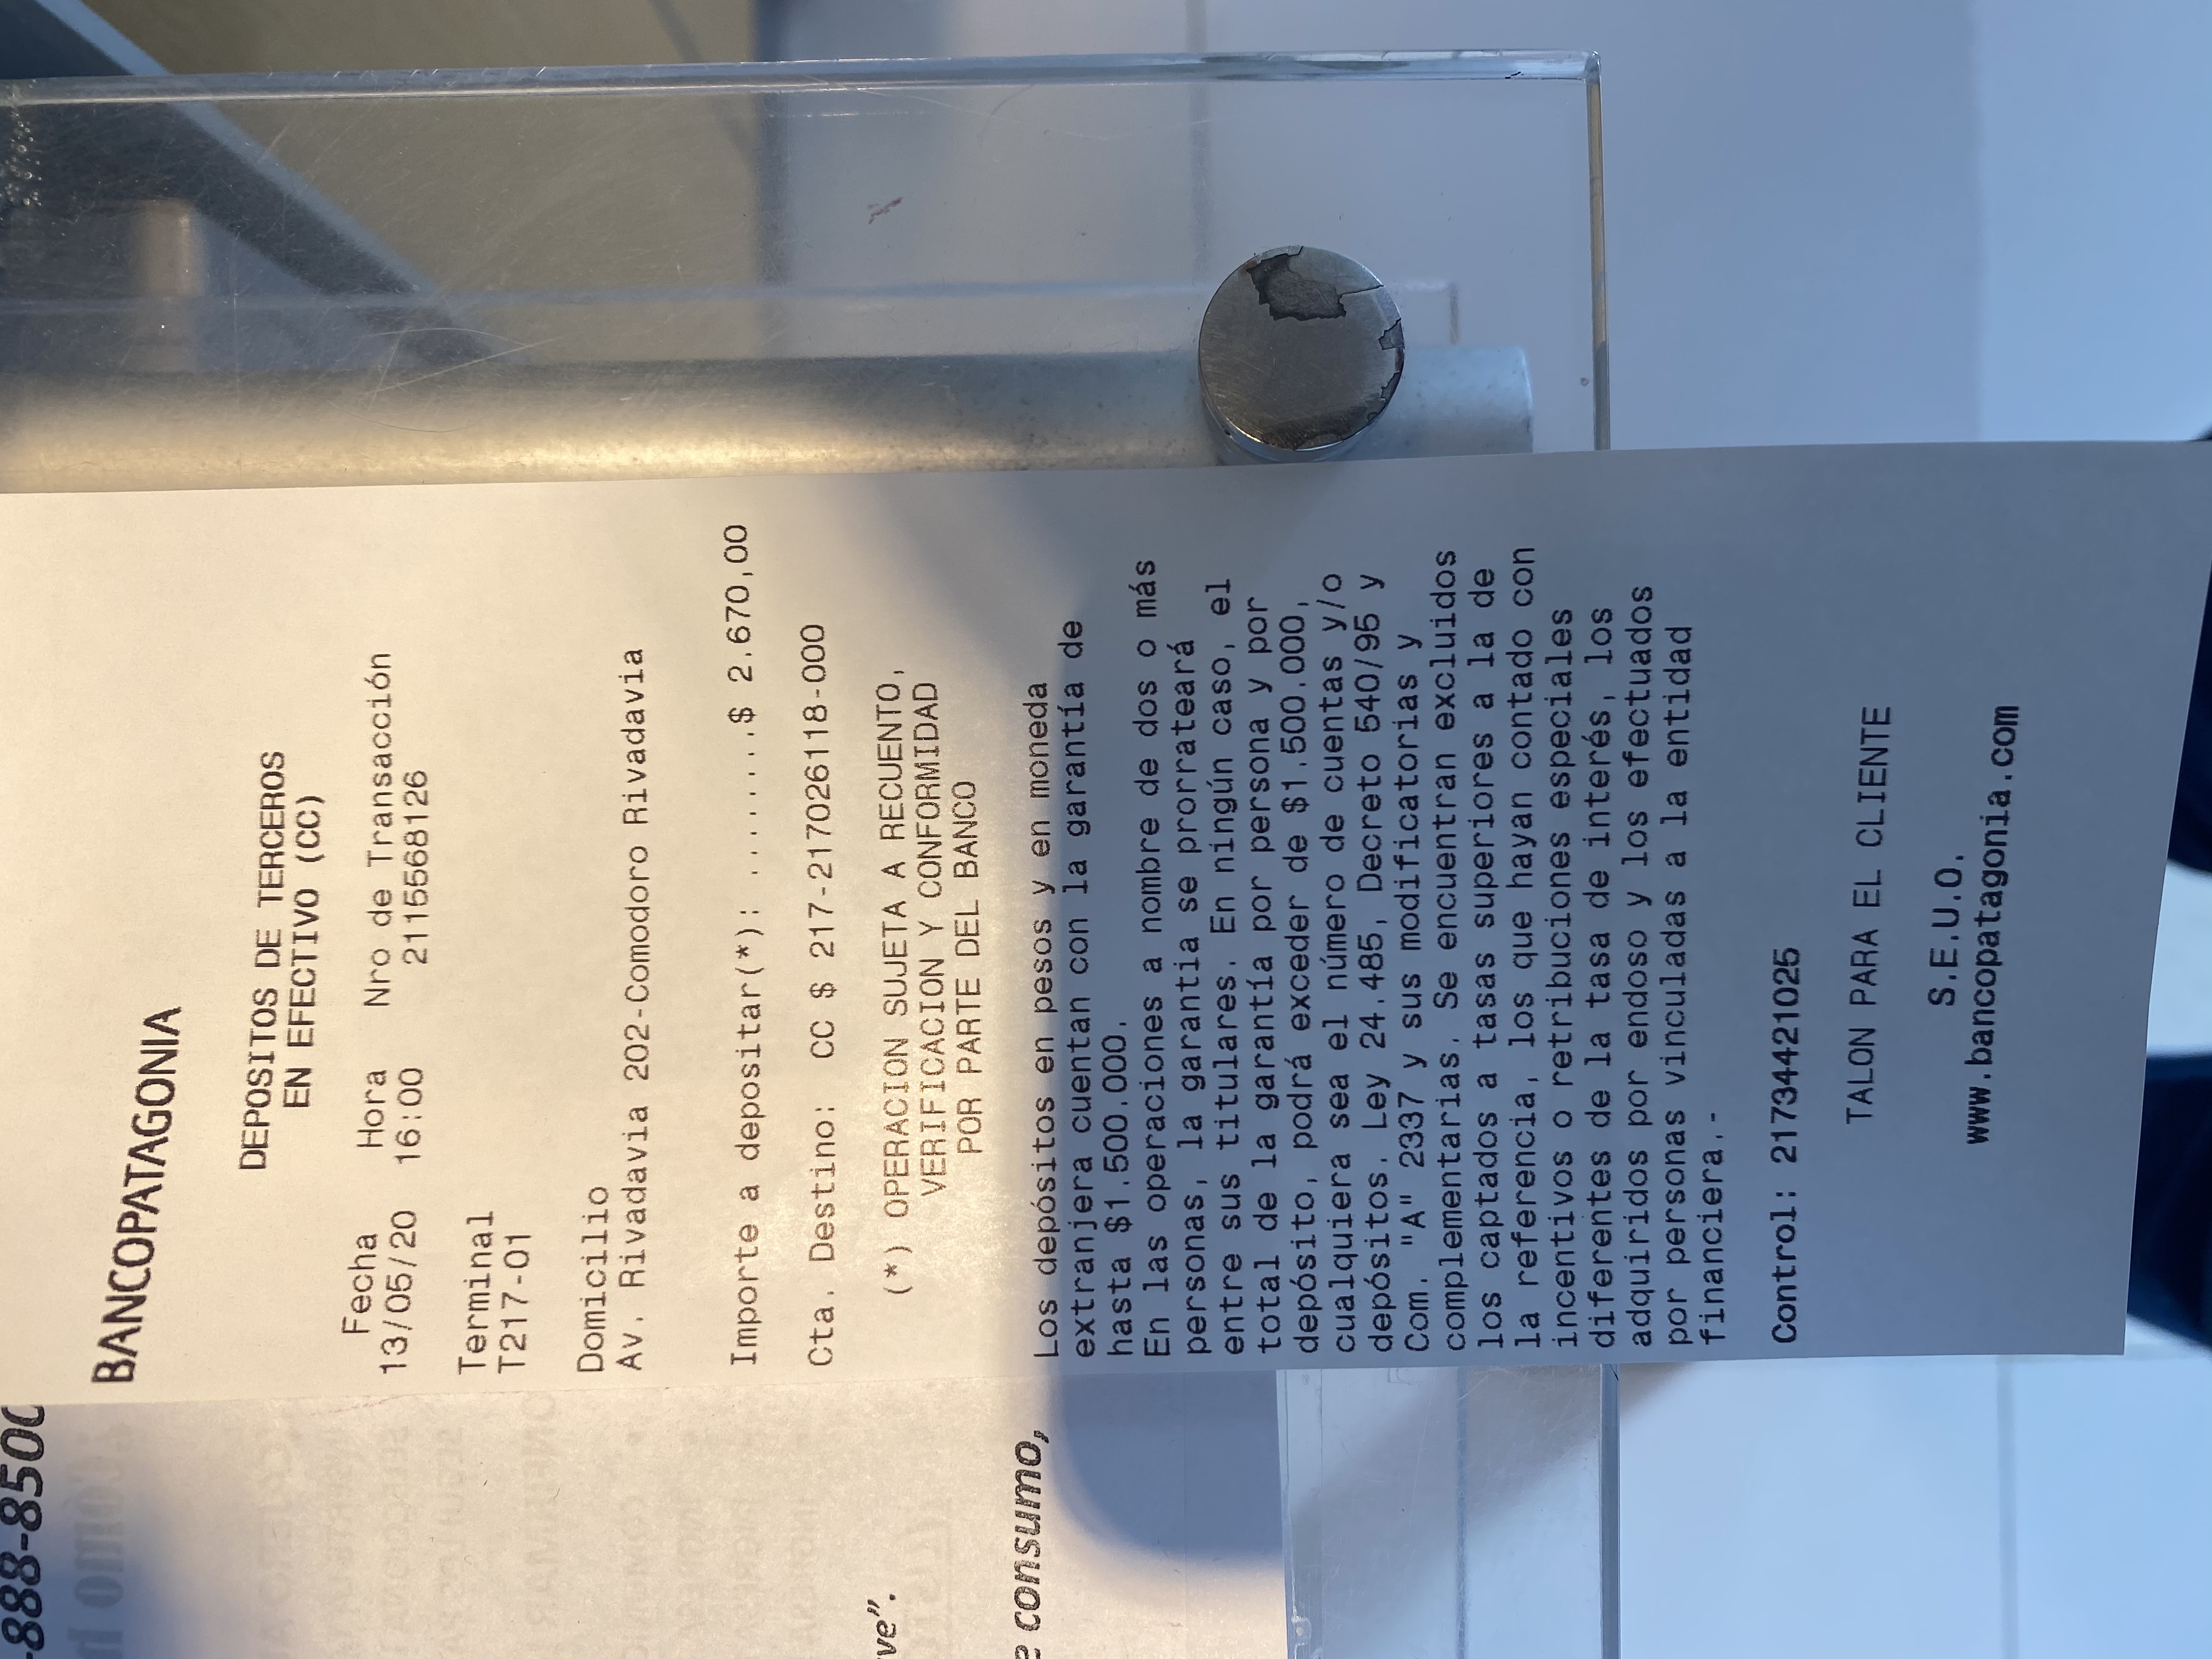 -888-8500
BANCOPATAGONIA
DEPOSITOS DE TERCEROS
EN EFECTIVO (CC)
Fecha Hora Nro de Transacción
13/05/20 16:00 2115568126
Terminal
T217-01
Domicilio
Av. Rivadavia 202-Comodoro Rivadavia
Importe a depositar(*): ........$ 2.670,00
Cta. Destino: CC $ 217-217026118-000
ve”.
(*) OPERACION SUJETA A RECUENTO,
VERIFICACION Y CONFORMIDAD
POR PARTE DEL BANCO
e consumo,
Los depósitos en pesos y en moneda
extranjera cuentan con la garantía de
hasta $1.500.000.
En las operaciones a nombre de dos o más
personas, la garantia se prorrateará
entre sus titulares. En ningún caso, el
total de la garantía por persona y por
depósito, podrá exceder de $1.500.000,
cualquiera sea el número de cuentas y/o
depósitos. Ley 24.485, Decreto 540/95 y
Com. "A" 2337 y sus modificatorias y
complementarias. Se encuentran excluidos
los captados a tasas superiores a la de
la referencia, los que hayan contado con
incentivos o retribuciones especiales
diferentes de la tasa de interés, los
adquiridos por endoso y los efectuados
por personas vinculadas a la entidad
financiera.-
Control: 21734421025
TALON PARA EL CLIENTE
S.E.U.O.
www.bancopatagonia.com